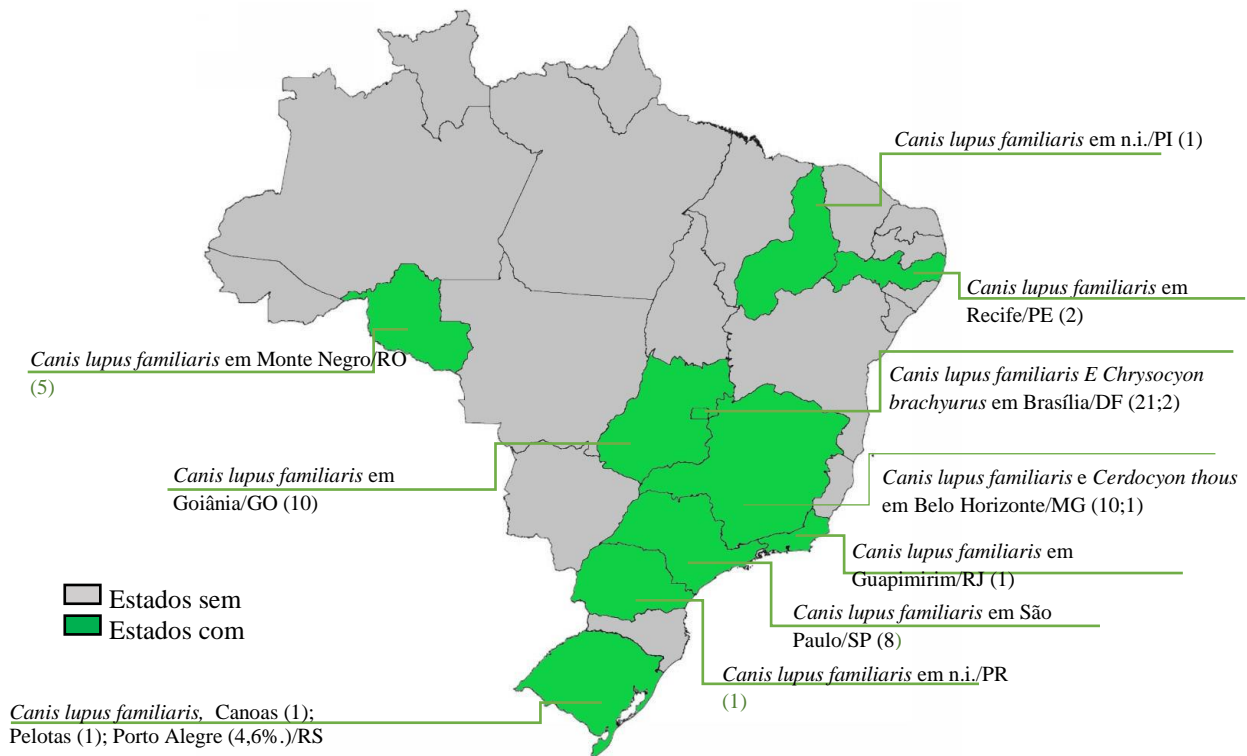 Canis lupus familiaris em n.i./PI (1)
Canis lupus familiaris em
Recife/PE (2)
Canis lupus familiaris em Monte Negro/RO
(5)
Canis lupus familiaris E Chrysocyon
brachyurus em Brasília/DF (21;2)
Canis lupus familiaris em
Goiânia/GO (10)
Canis lupus familiaris e Cerdocyon thous
em Belo Horizonte/MG (10;1)
Canis lupus familiaris em
Guapimirim/RJ (1)
Estados sem
Estados com
Canis lupus familiaris em São
Paulo/SP (8)
Canis lupus familiaris em n.i./PR
(1)
Canis lupus familiaris, Canoas (1);
Pelotas (1); Porto Alegre (4,6%.)/RS